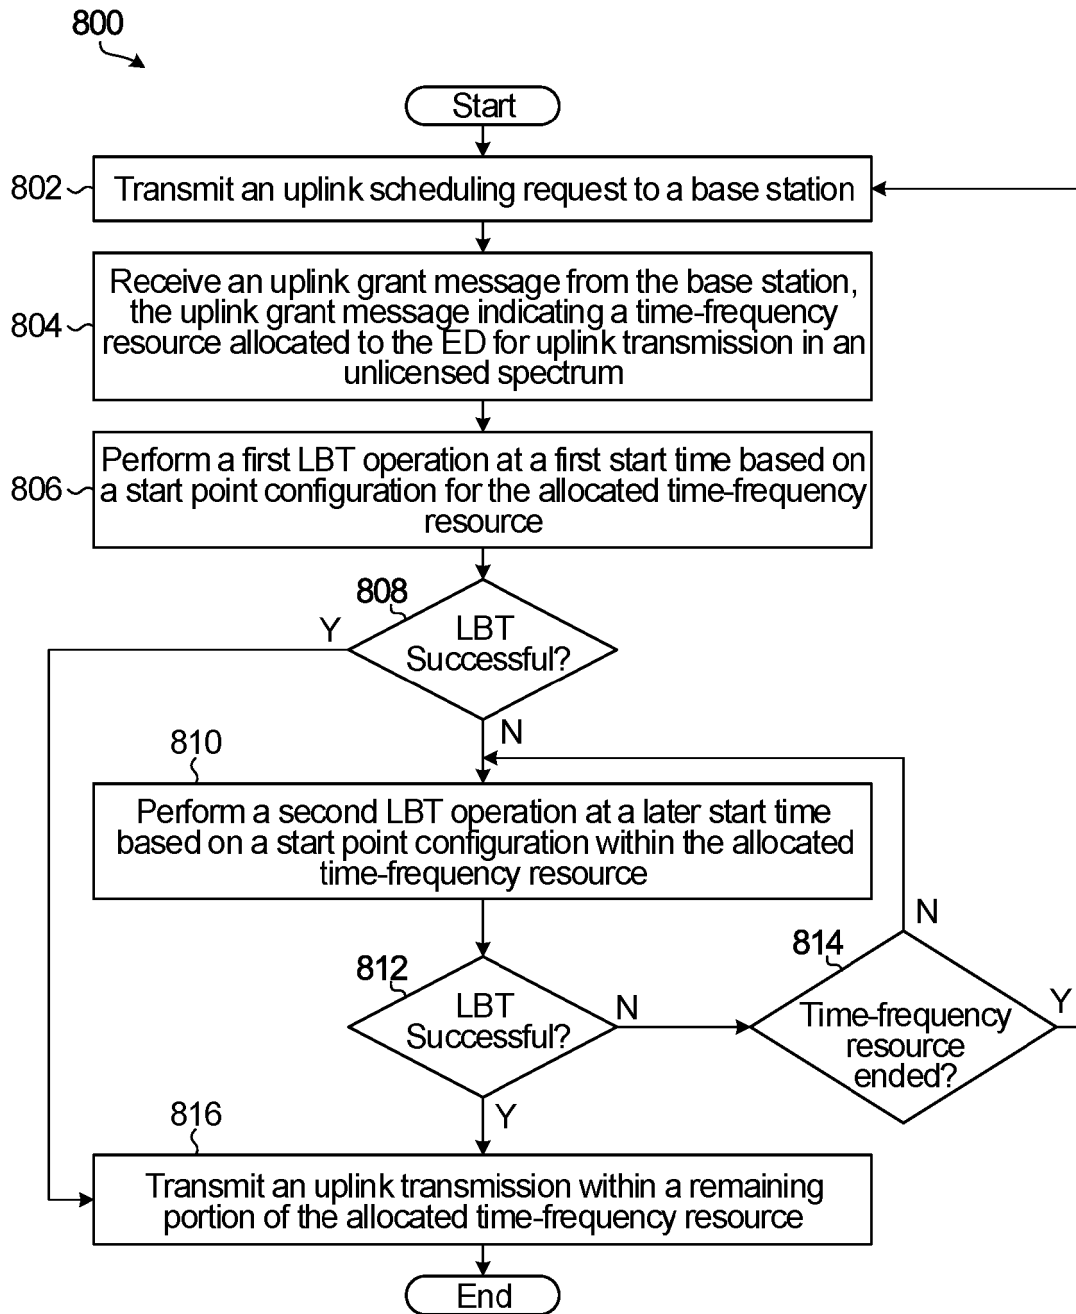 800
Start
802
Transmit an uplink scheduling request to a base station
804
Receive an uplink grant message from the base station,
the uplink grant message indicating a time-frequency
resource allocated to the ED for uplink transmission in an
unlicensed spectrum
806
Perform a first LBT operation at a first start time based on
a start point configuration for the allocated time-frequency
resource
808
Y
LBT
Successful?
N
810
Perform a second LBT operation at a later start time
based on a start point configuration within the allocated
time-frequency resource
N
812
LBT
Successful?
N
814
Time-frequency
resource
ended?
Y
Y
816
Transmit an uplink transmission within a remaining
portion of the allocated time-frequency resource
End